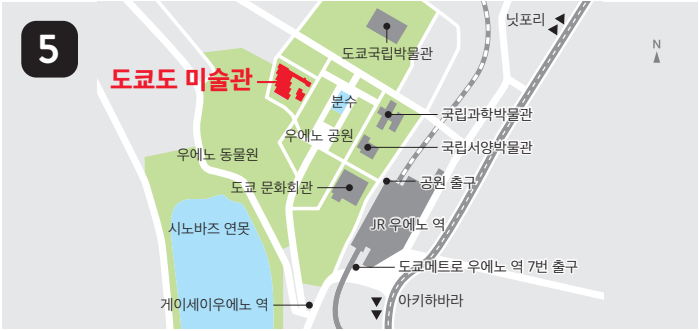 5
닛포리
N
도쿄국립박물관
도쿄도 미술관
분수
국립과학박물관
우에노 공원
국립서양박물관
우에노 동물원
공원 출구
도쿄 문화회관
JR 우에노 역
시노바즈 연못
도쿄메트로 우에노 역 7번 출구
게이세이우에노 역
아키하바라